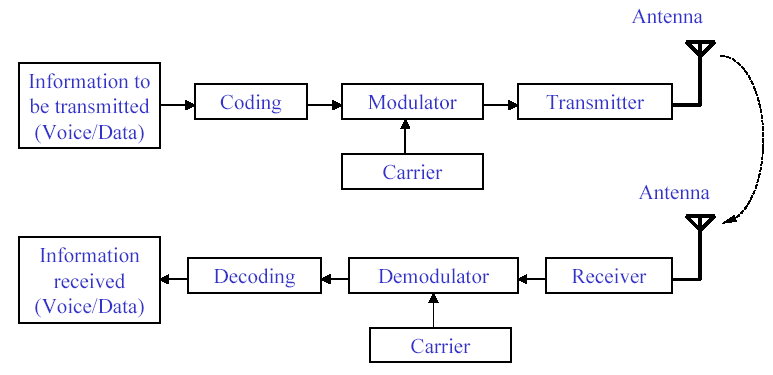 Antenna
Information to
be transmitted
(Voice/Data)
Coding
Modulator
Transmitter
Carrier
Antenna
Information
received
(Voice/Data)
Decoding
Demodulator
Receiver
Carrier